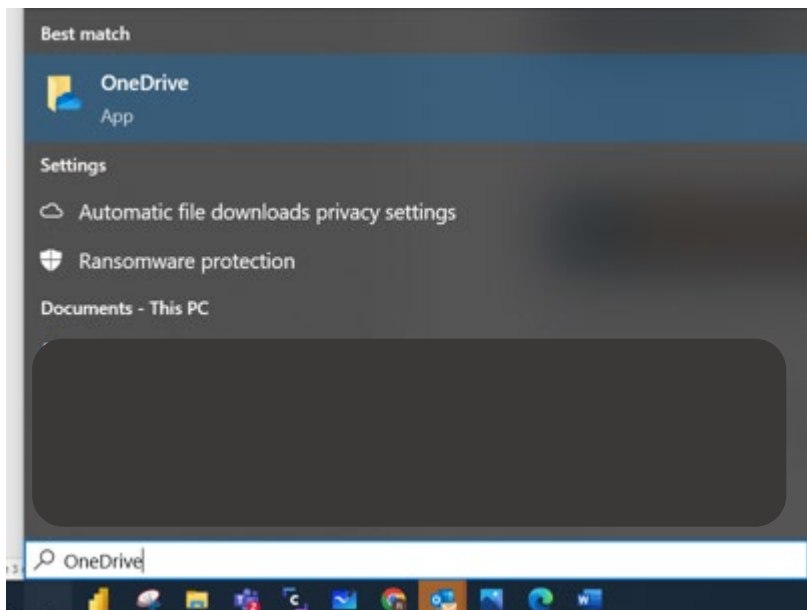 Best match
OneDrive
App
Settings
Automatic file downloads privacy settings
Ransomware protection
Documents - This PC
OneDrive